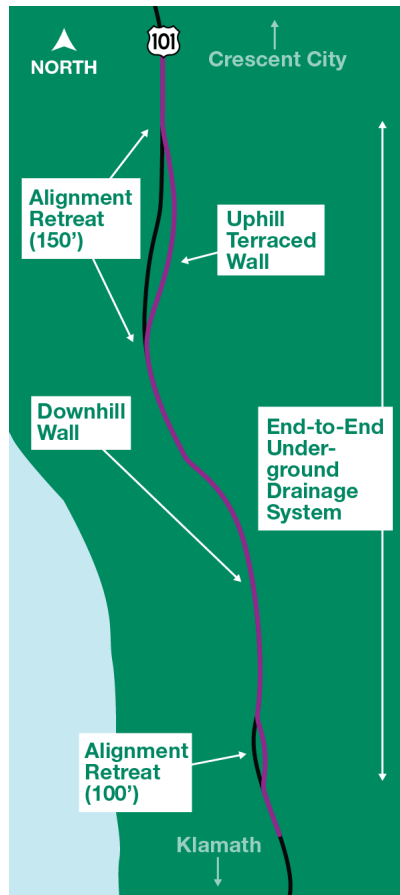 101
NORTH
Crescent City
Alignment
Retreat
(150')
Uphill
Terraced
Wall
Downhill
Wall
End-to-End
Under-
ground
Drainage
System
Alignment
Retreat
(100')
Klamath